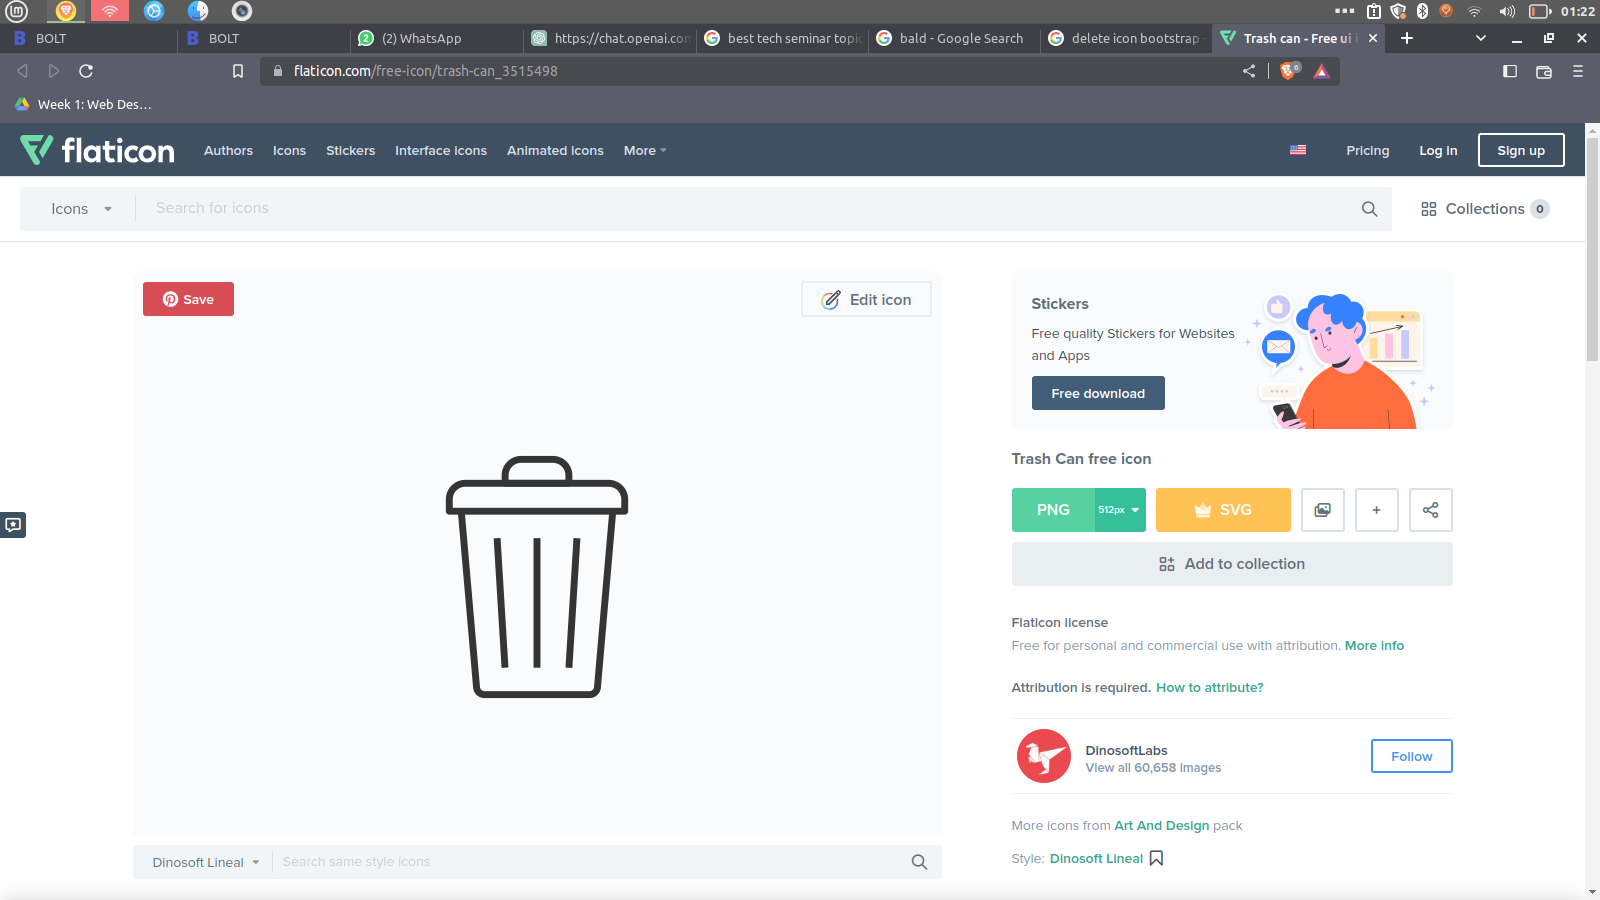 01:22
BOLT
BOLT
(2) WhatsApp
https://chat.openai.con
best tech seminar topic
bald - Google Search
delete icon bootstrap
Trash can - Free ui i
flaticon.com/free-icon/trash-can_3515498
6
Week 1: Web Des...
flaticon
Authors
Icons
Stickers
Interface icons
Animated icons
More
Pricing
Log in
Sign up
Icons
Search for icons
Collections 0
Save
Edit icon
Stickers
Free quality Stickers for Websites
and Apps
Free download
Trash Can free icon
PNG
512px
SVG
Add to collection
Flaticon license
Free for personal and commercial use with attribution. More info
Attribution is required. How to attribute?
DinosoftLabs
View all 60,658 images
Follow
More icons from Art And Design pack
Style: Dinosoft Lineal
Dinosoft Lineal
Search same style icons